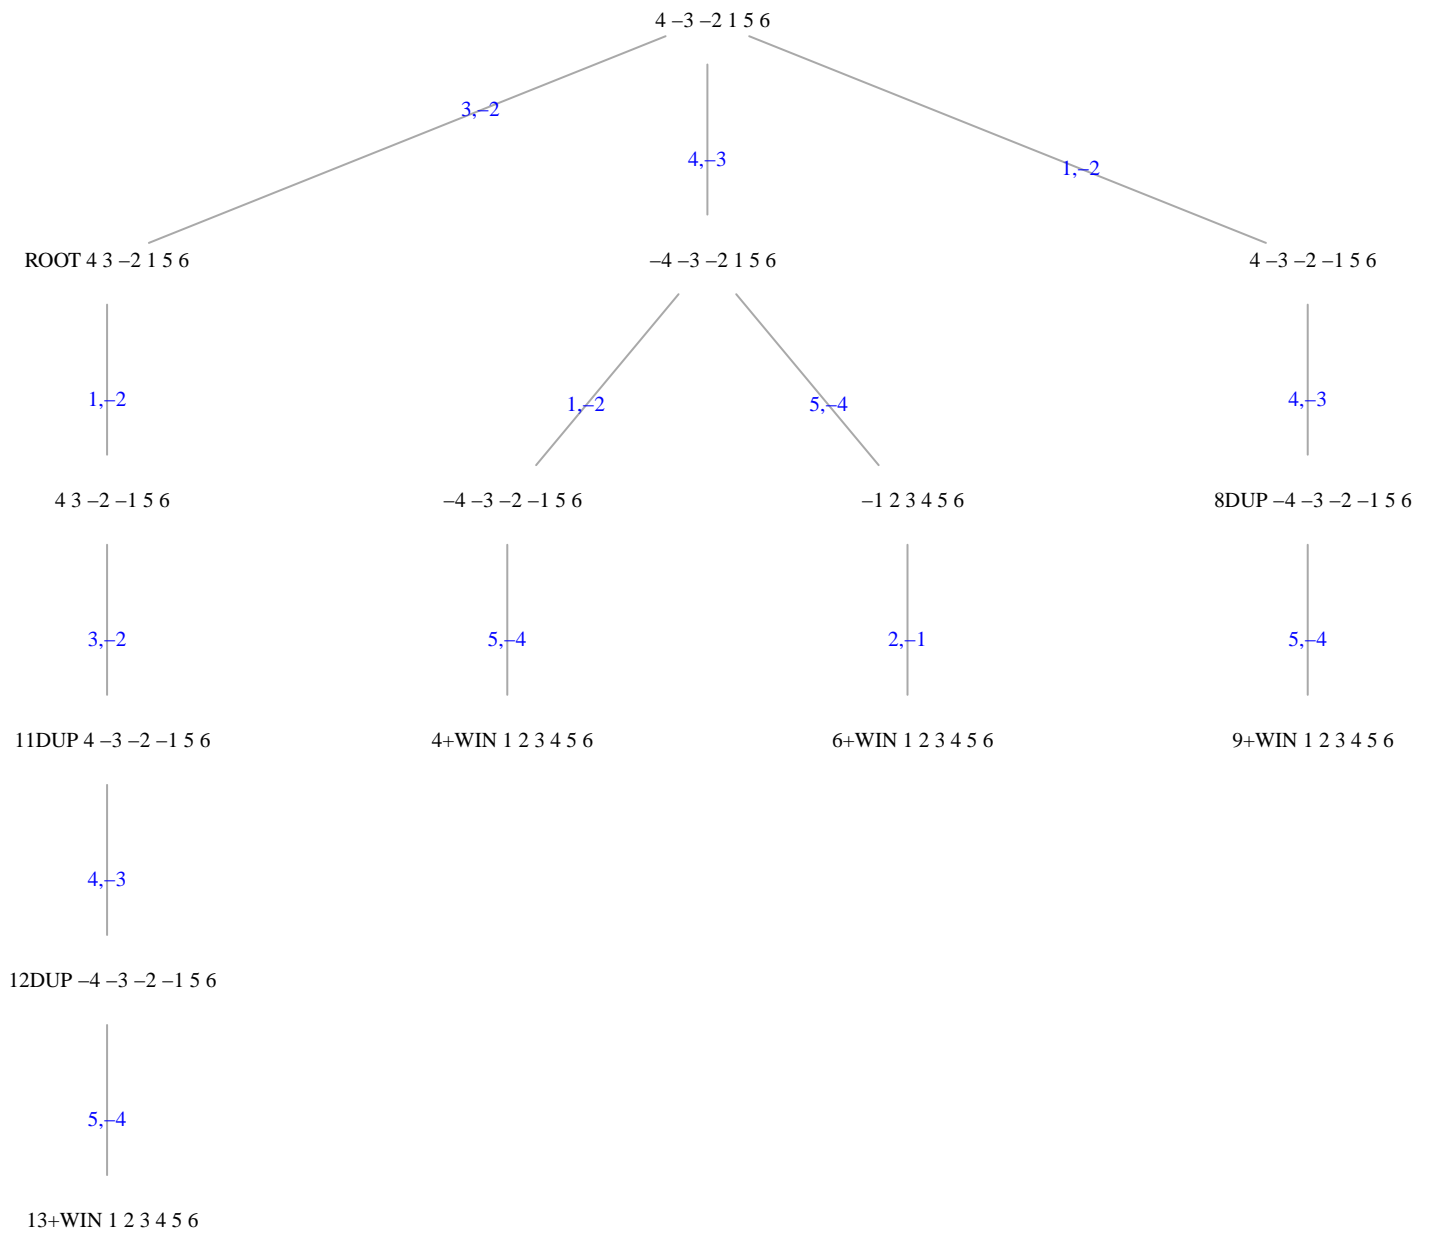 4 –3 –2 1 5 6
3,–2
4,–3
1,–2
ROOT 4 3 –2 1 5 6
–4 –3 –2 1 5 6
4 –3 –2 –1 5 6
1,–2
1,–2
5,–4
4,–3
4 3 –2 –1 5 6
–4 –3 –2 –1 5 6
–1 2 3 4 5 6
8DUP –4 –3 –2 –1 5 6
3,–2
5,–4
2,–1
5,–4
11DUP 4 –3 –2 –1 5 6
4+WIN 1 2 3 4 5 6
6+WIN 1 2 3 4 5 6
9+WIN 1 2 3 4 5 6
4,–3
12DUP –4 –3 –2 –1 5 6
5,–4
13+WIN 1 2 3 4 5 6